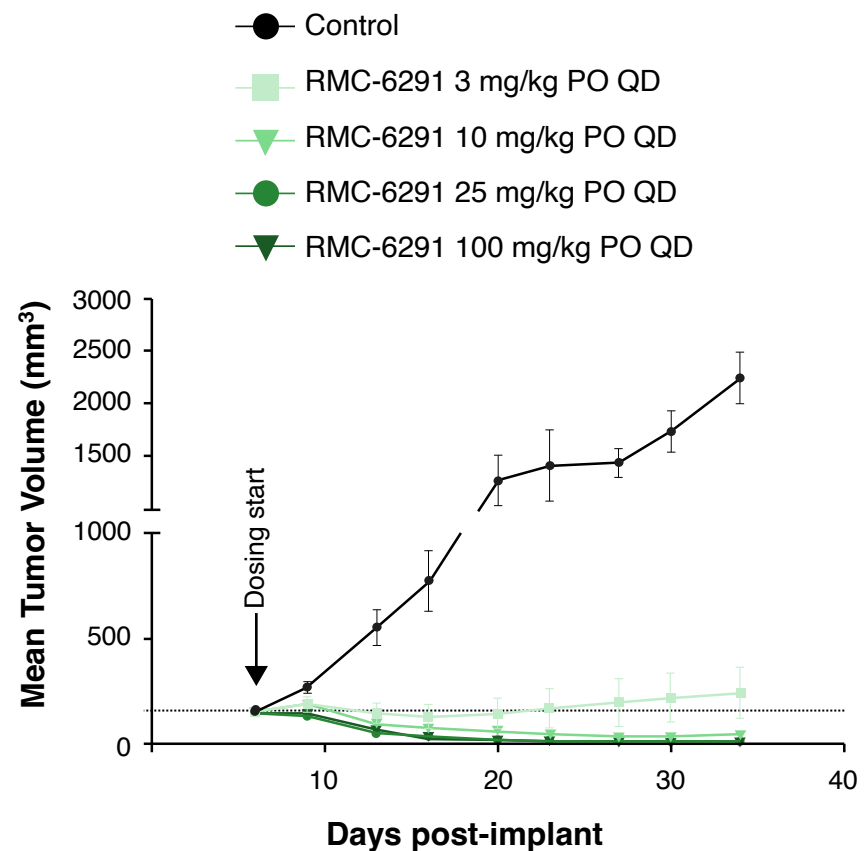 Control
RMC-6291 3 mg/kg PO QD
RMC-6291 10 mg/kg PO QD
RMC-6291 25 mg/kg PO QD
RMC-6291 100 mg/kg PO QD
Mean Tumor Volume (mm³)
3000
2500
2000
1500
1000
500
0
Dosing start
10
20
30
40
Days post-implant